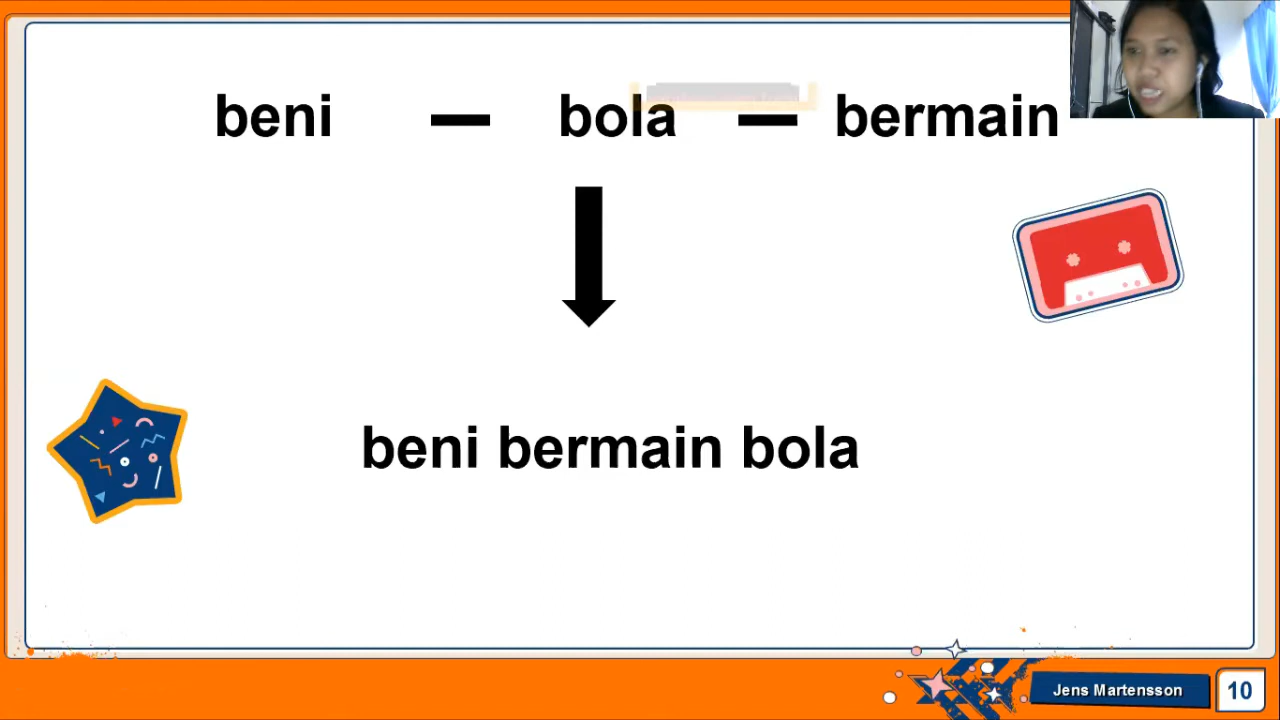 beni — bola — bermain
beni bermain bola
Jens Martensson
10